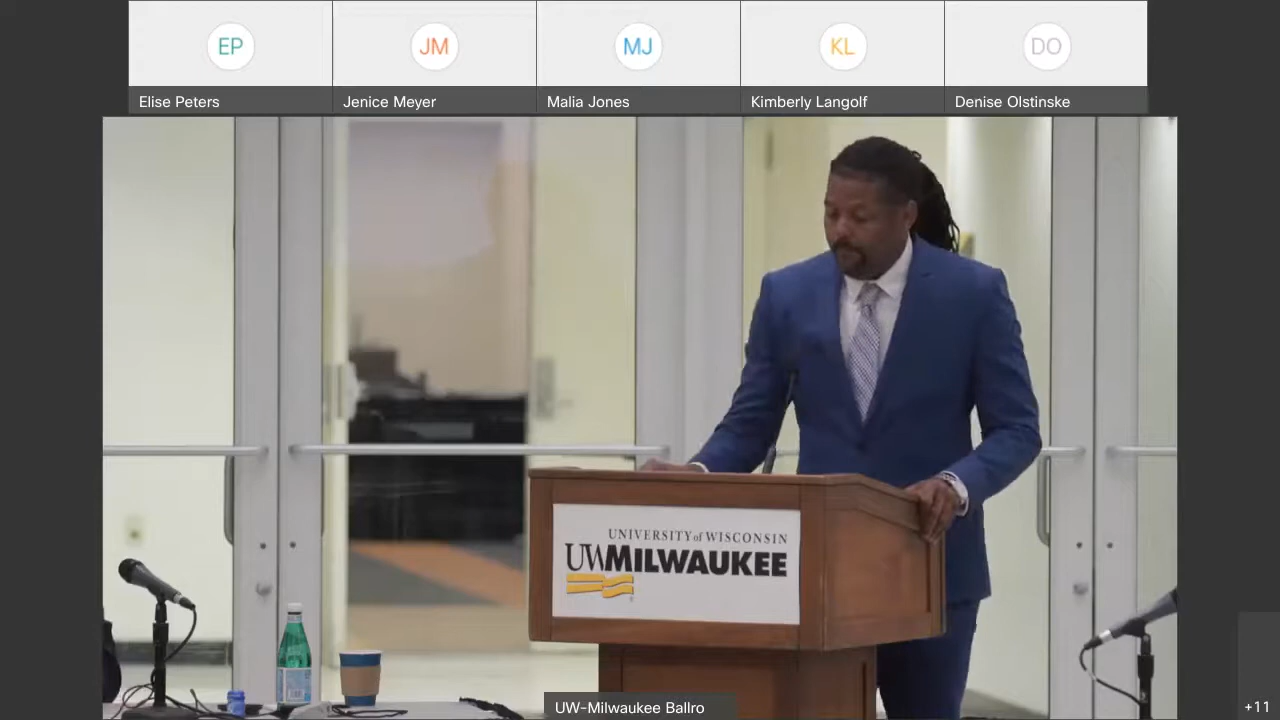 EP
JM
MJ
KL
DO
Elise Peters
Jenice Meyer
Malia Jones
Kimberly Langolf
Denise Olstinske
UNIVERSITY of WISCONSIN
UWMILWAUKEE
UW-Milwaukee Ballro
+11